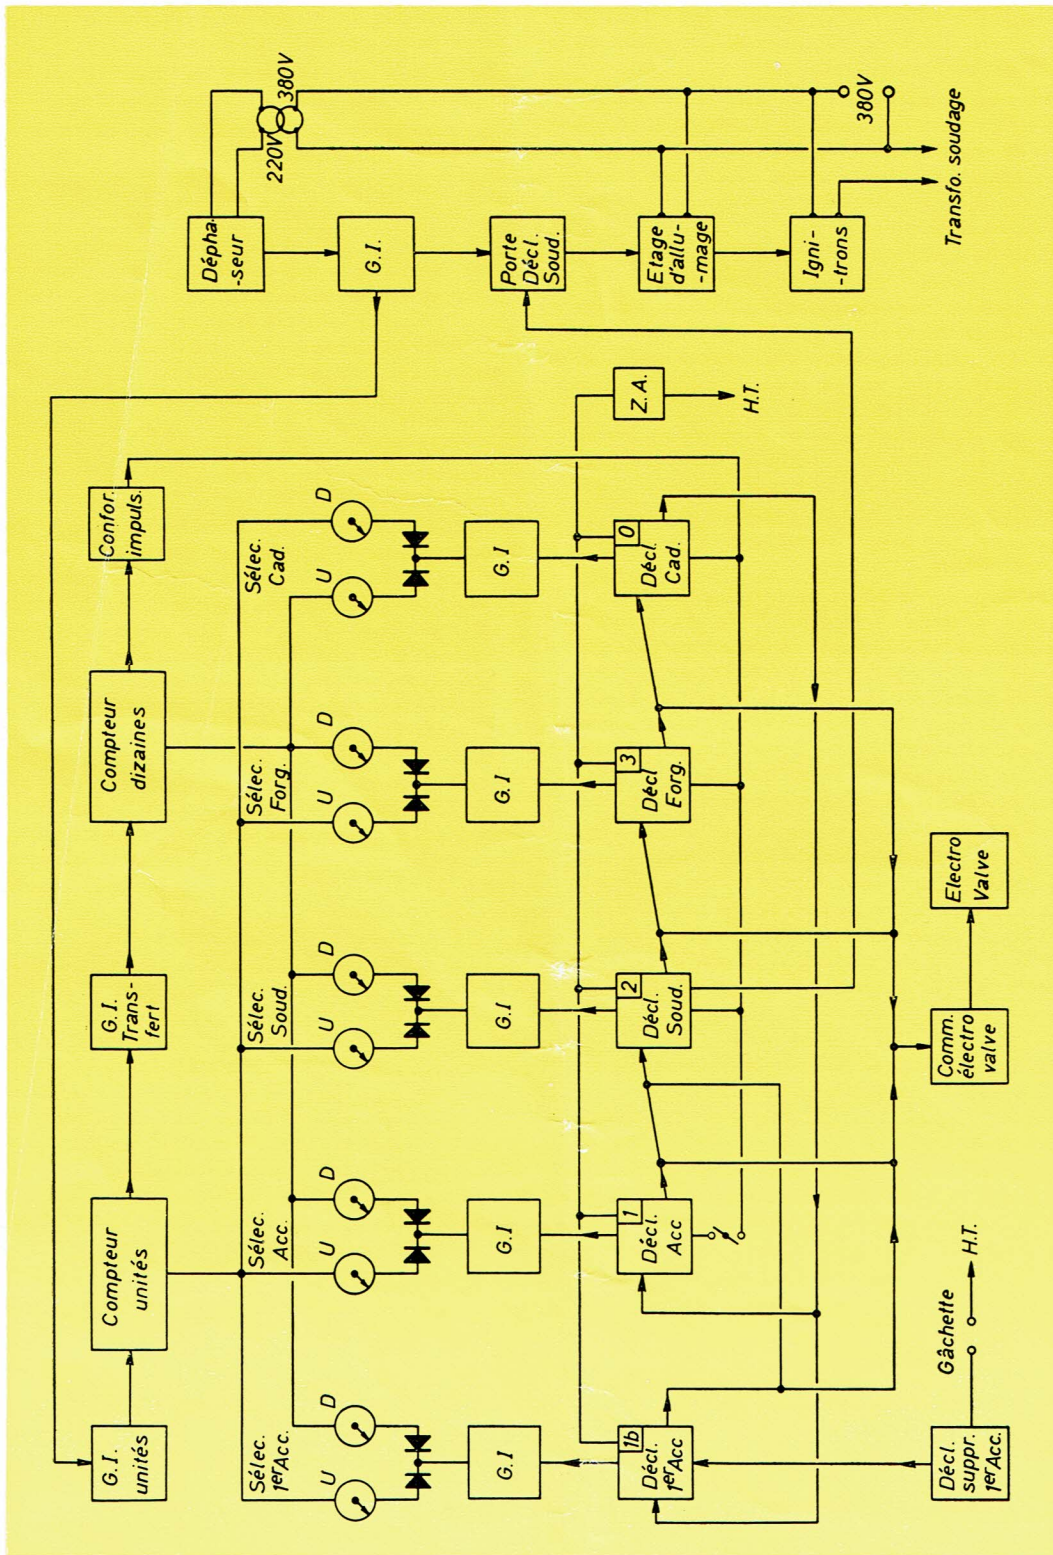 G.I.
unités
Compteur
unités
G.I.
Trans-
fert
Compteur
dizaines
Confor.
impuls.
Sélec.
1er Acc.
U
D
Sélec.
Acc.
U
D
Sélec.
Soud.
U
D
Sélec.
Forg.
U
D
Sélec.
Cad.
U
D
G.I
G.I
G.I
G.I
G.I
1b
Décl.
1er Acc
1
Décl.
Acc
2
Décl.
Soud.
3
Décl
Forg.
0
Décl.
Cad.
Z.A.
H.T.
Décl.
suppr.
1er Acc.
Gâchette
H.T.
Comm.
électro
valve
Electro
Valve
Dépha-
-seur
G.I.
Porte
Décl.
Soud.
Etage
d'allu-
-mage
Igni-
-trons
220V
380V
380V
Transfo. soudage